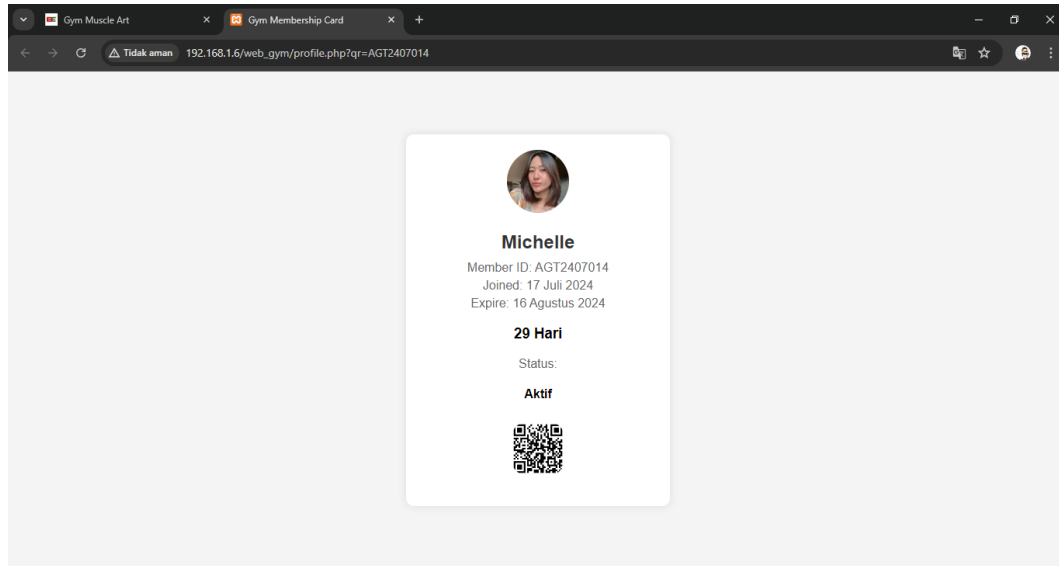 Gym Muscle Art
Gym Membership Card
Tidak aman
192.168.1.6/web_gym/profile.php?qr=AGT2407014
Michelle
Member ID: AGT2407014
Joined: 17 Juli 2024
Expire: 16 Agustus 2024
29 Hari
Status:
Aktif